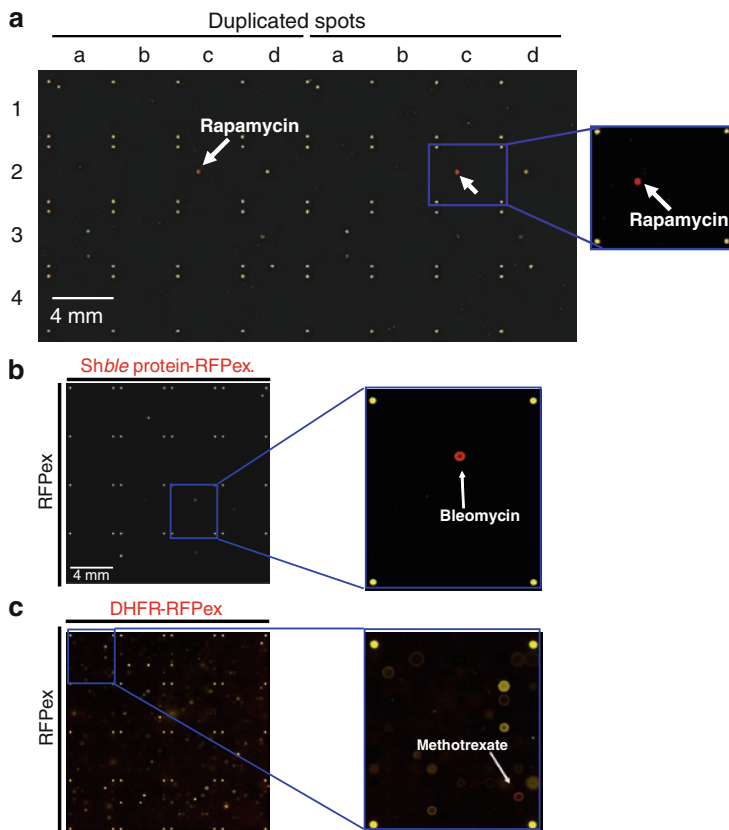 a
Duplicated spots
a b c d a b c d
1
Rapamycin
2
Rapamycin
3
4
4 mm
b
Shble protein-RFPex.
RFPex
Bleomycin
4 mm
c
DHFR-RFPex
RFPex
Methotrexate